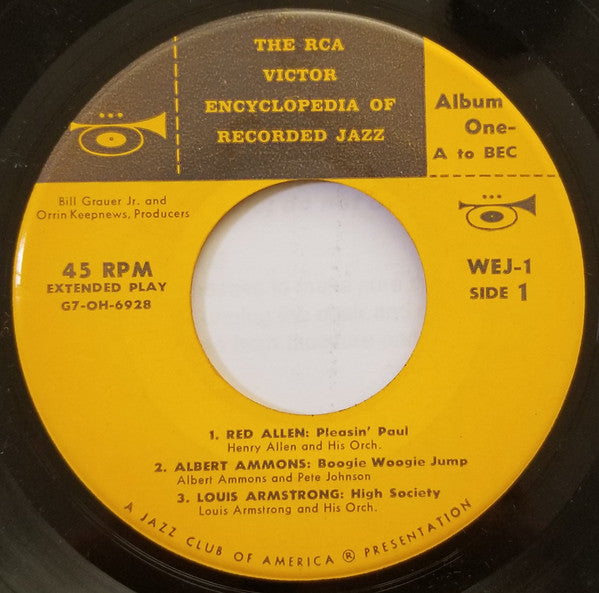 THE RCA
VICTOR
ENCYCLOPEDIA OF
RECORDED JAZZ
Album
One-
A to BEC
Bill Grauer Jr. and
Orrin Keepnews, Producers
45 RPM
EXTENDED PLAY
G7-OH-6928
WEJ-1
SIDE 1
1. RED ALLEN: Pleasin' Paul
Henry Allen and His Orch.
2. ALBERT AMMONS: Boogie Woogie Jump
Albert Ammons and Pete Johnson
3. LOUIS ARMSTRONG: High Society
Louis Armstrong and His Orch.
A JAZZ CLUB OF AMERICA ® PRESENTATION